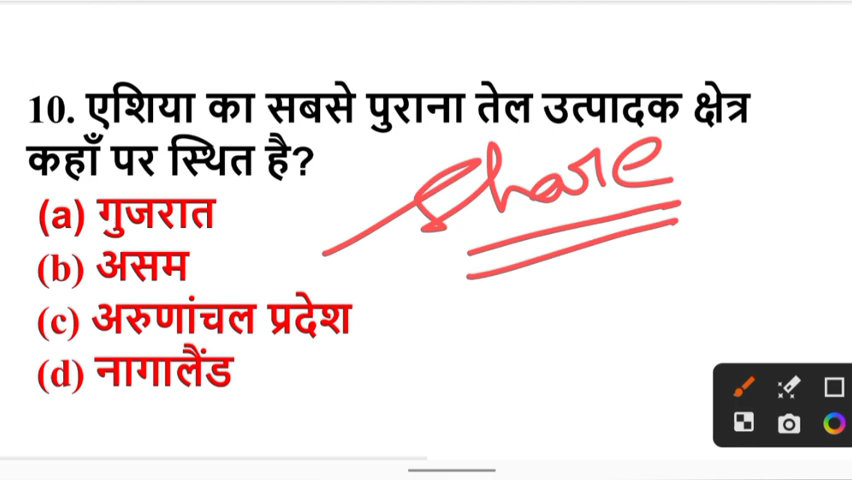 10. एशिया का सबसे पुराना तेल उत्पादक क्षेत्र
कहाँ पर स्थित है?
Share
(a) गुजरात
(b) असम
(c) अरुणांचल प्रदेश
(d) नागालैंड